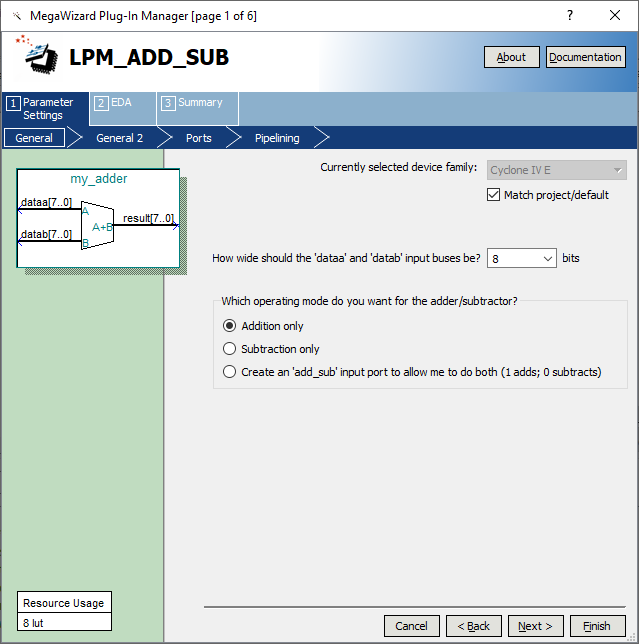 MegaWizard Plug-In Manager [page 1 of 6]
?
LPM_ADD_SUB
About
Documentation
1 Parameter Settings
2 EDA
3 Summary
General
General 2
Ports
Pipelining
my_adder
dataa[7..0]
A
result[7..0]
A+B
datab[7..0]
B
Currently selected device family:
Cyclone IV E
Match project/default
How wide should the 'dataa' and 'datab' input buses be?
8
bits
Which operating mode do you want for the adder/subtractor?
Addition only
Subtraction only
Create an 'add_sub' input port to allow me to do both (1 adds; 0 subtracts)
Resource Usage
8 lut
Cancel
< Back
Next >
Finish